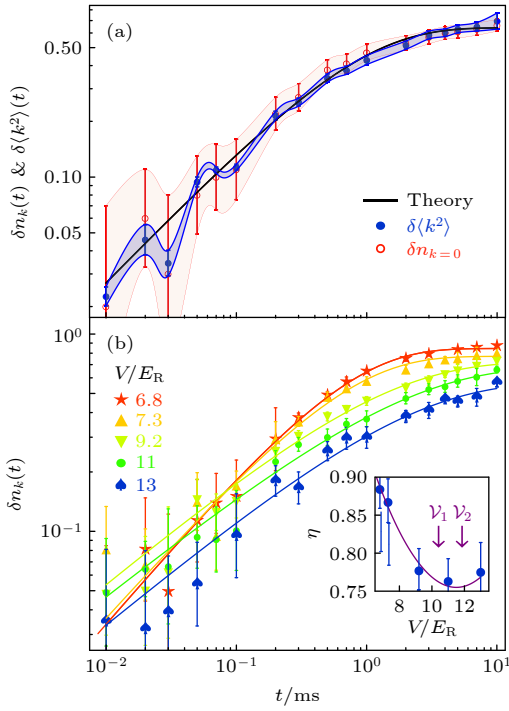 (a)
0.50
0.10
0.05
δn_k(t) & δ⟨k²⟩(t)
Theory
δ⟨k²⟩
δn_{k=0}
(b)
10⁰
10⁻¹
δn_k(t)
V/E_R
6.8
7.3
9.2
11
13
0.90
0.85
0.80
0.75
η
𝒱₁ 𝒱₂
8 10 12
V/E_R
10⁻² 10⁻¹ 10⁰ 10¹
t/ms